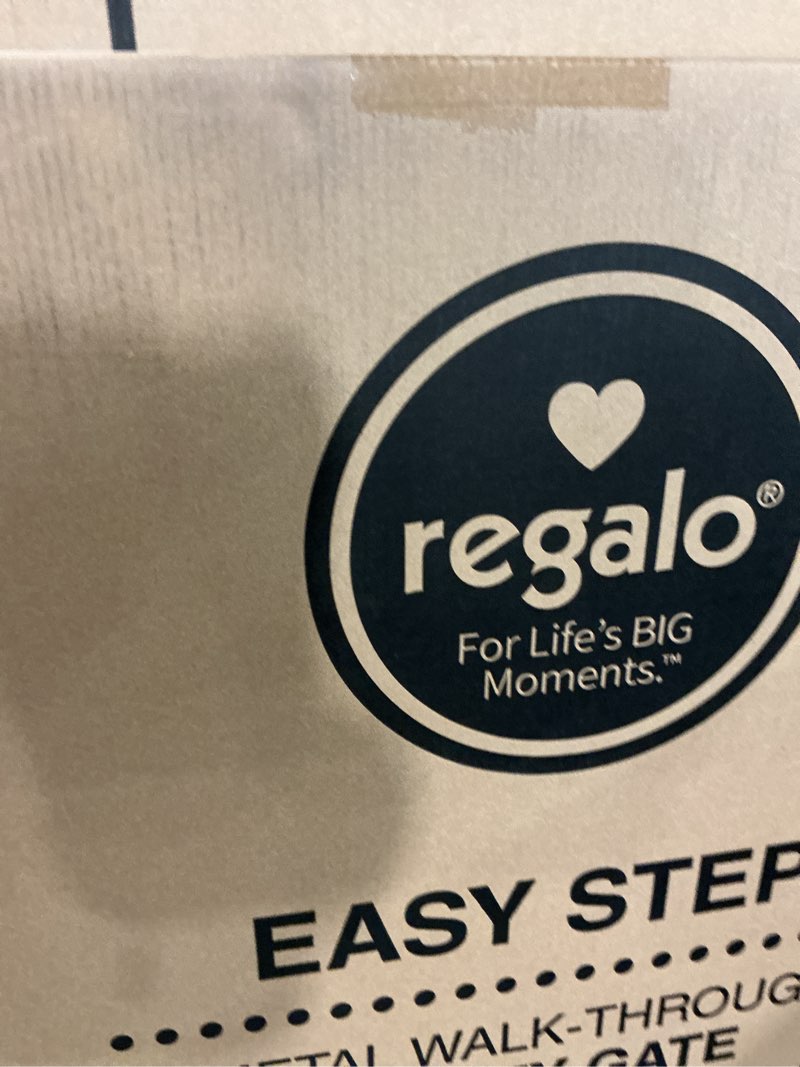 regalo®
For Life's BIG
Moments.™
EASY STEP
WALK-THROUG
GATE